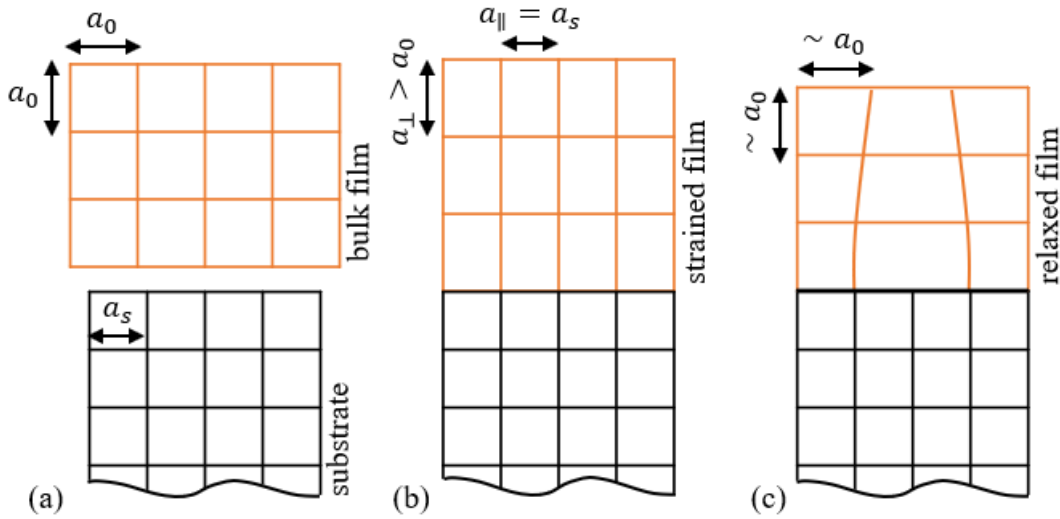 a₀
a₀
bulk film
aₛ
substrate
(a)
a∥ = aₛ
a⊥ > a₀
strained film
(b)
~ a₀
~ a₀
relaxed film
(c)